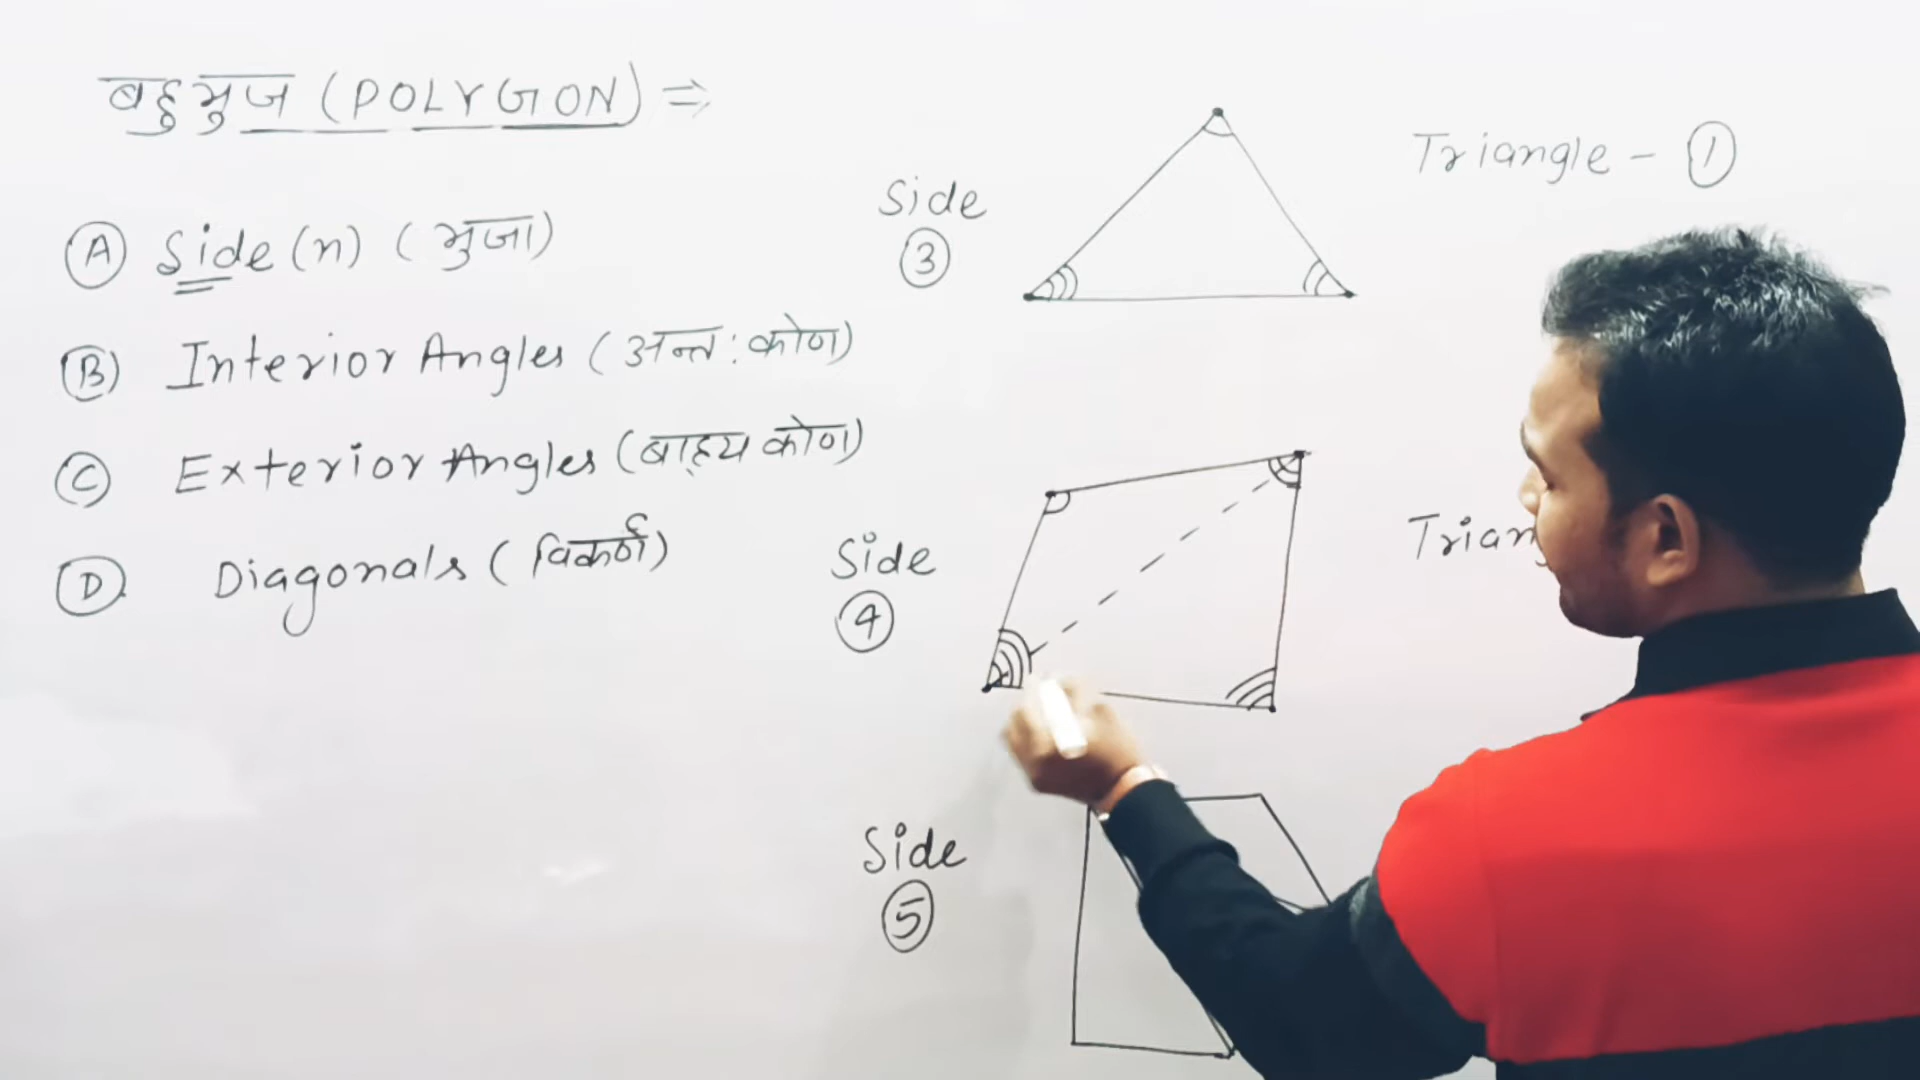 बहुभुज (POLYGON) ⇒
Ⓐ Side (n) (भुजा)
Ⓑ Interior Angles (अन्त:कोण)
Ⓒ Exterior Angles (बाह्य कोण)
Ⓓ Diagonals (विकर्ण)
Side
③
Triangle - ①
Side
④
Side
⑤